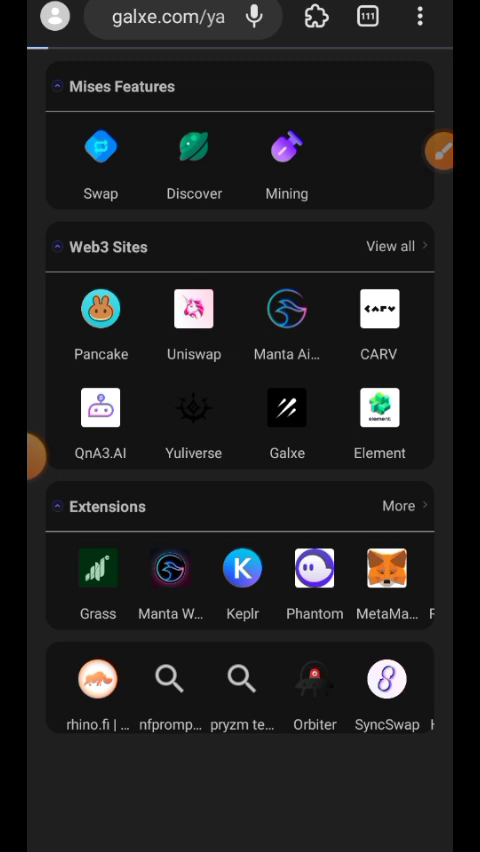 galxe.com/ya
111
Mises Features
Swap Discover Mining
Web3 Sites View all
Pancake Uniswap Manta Ai... CARV
QnA3.AI Yuliverse Galxe Element
Extensions More
Grass Manta W... Keplr Phantom MetaMa...
rhino.fi | ... nfpromp... pryzm te... Orbiter SyncSwap